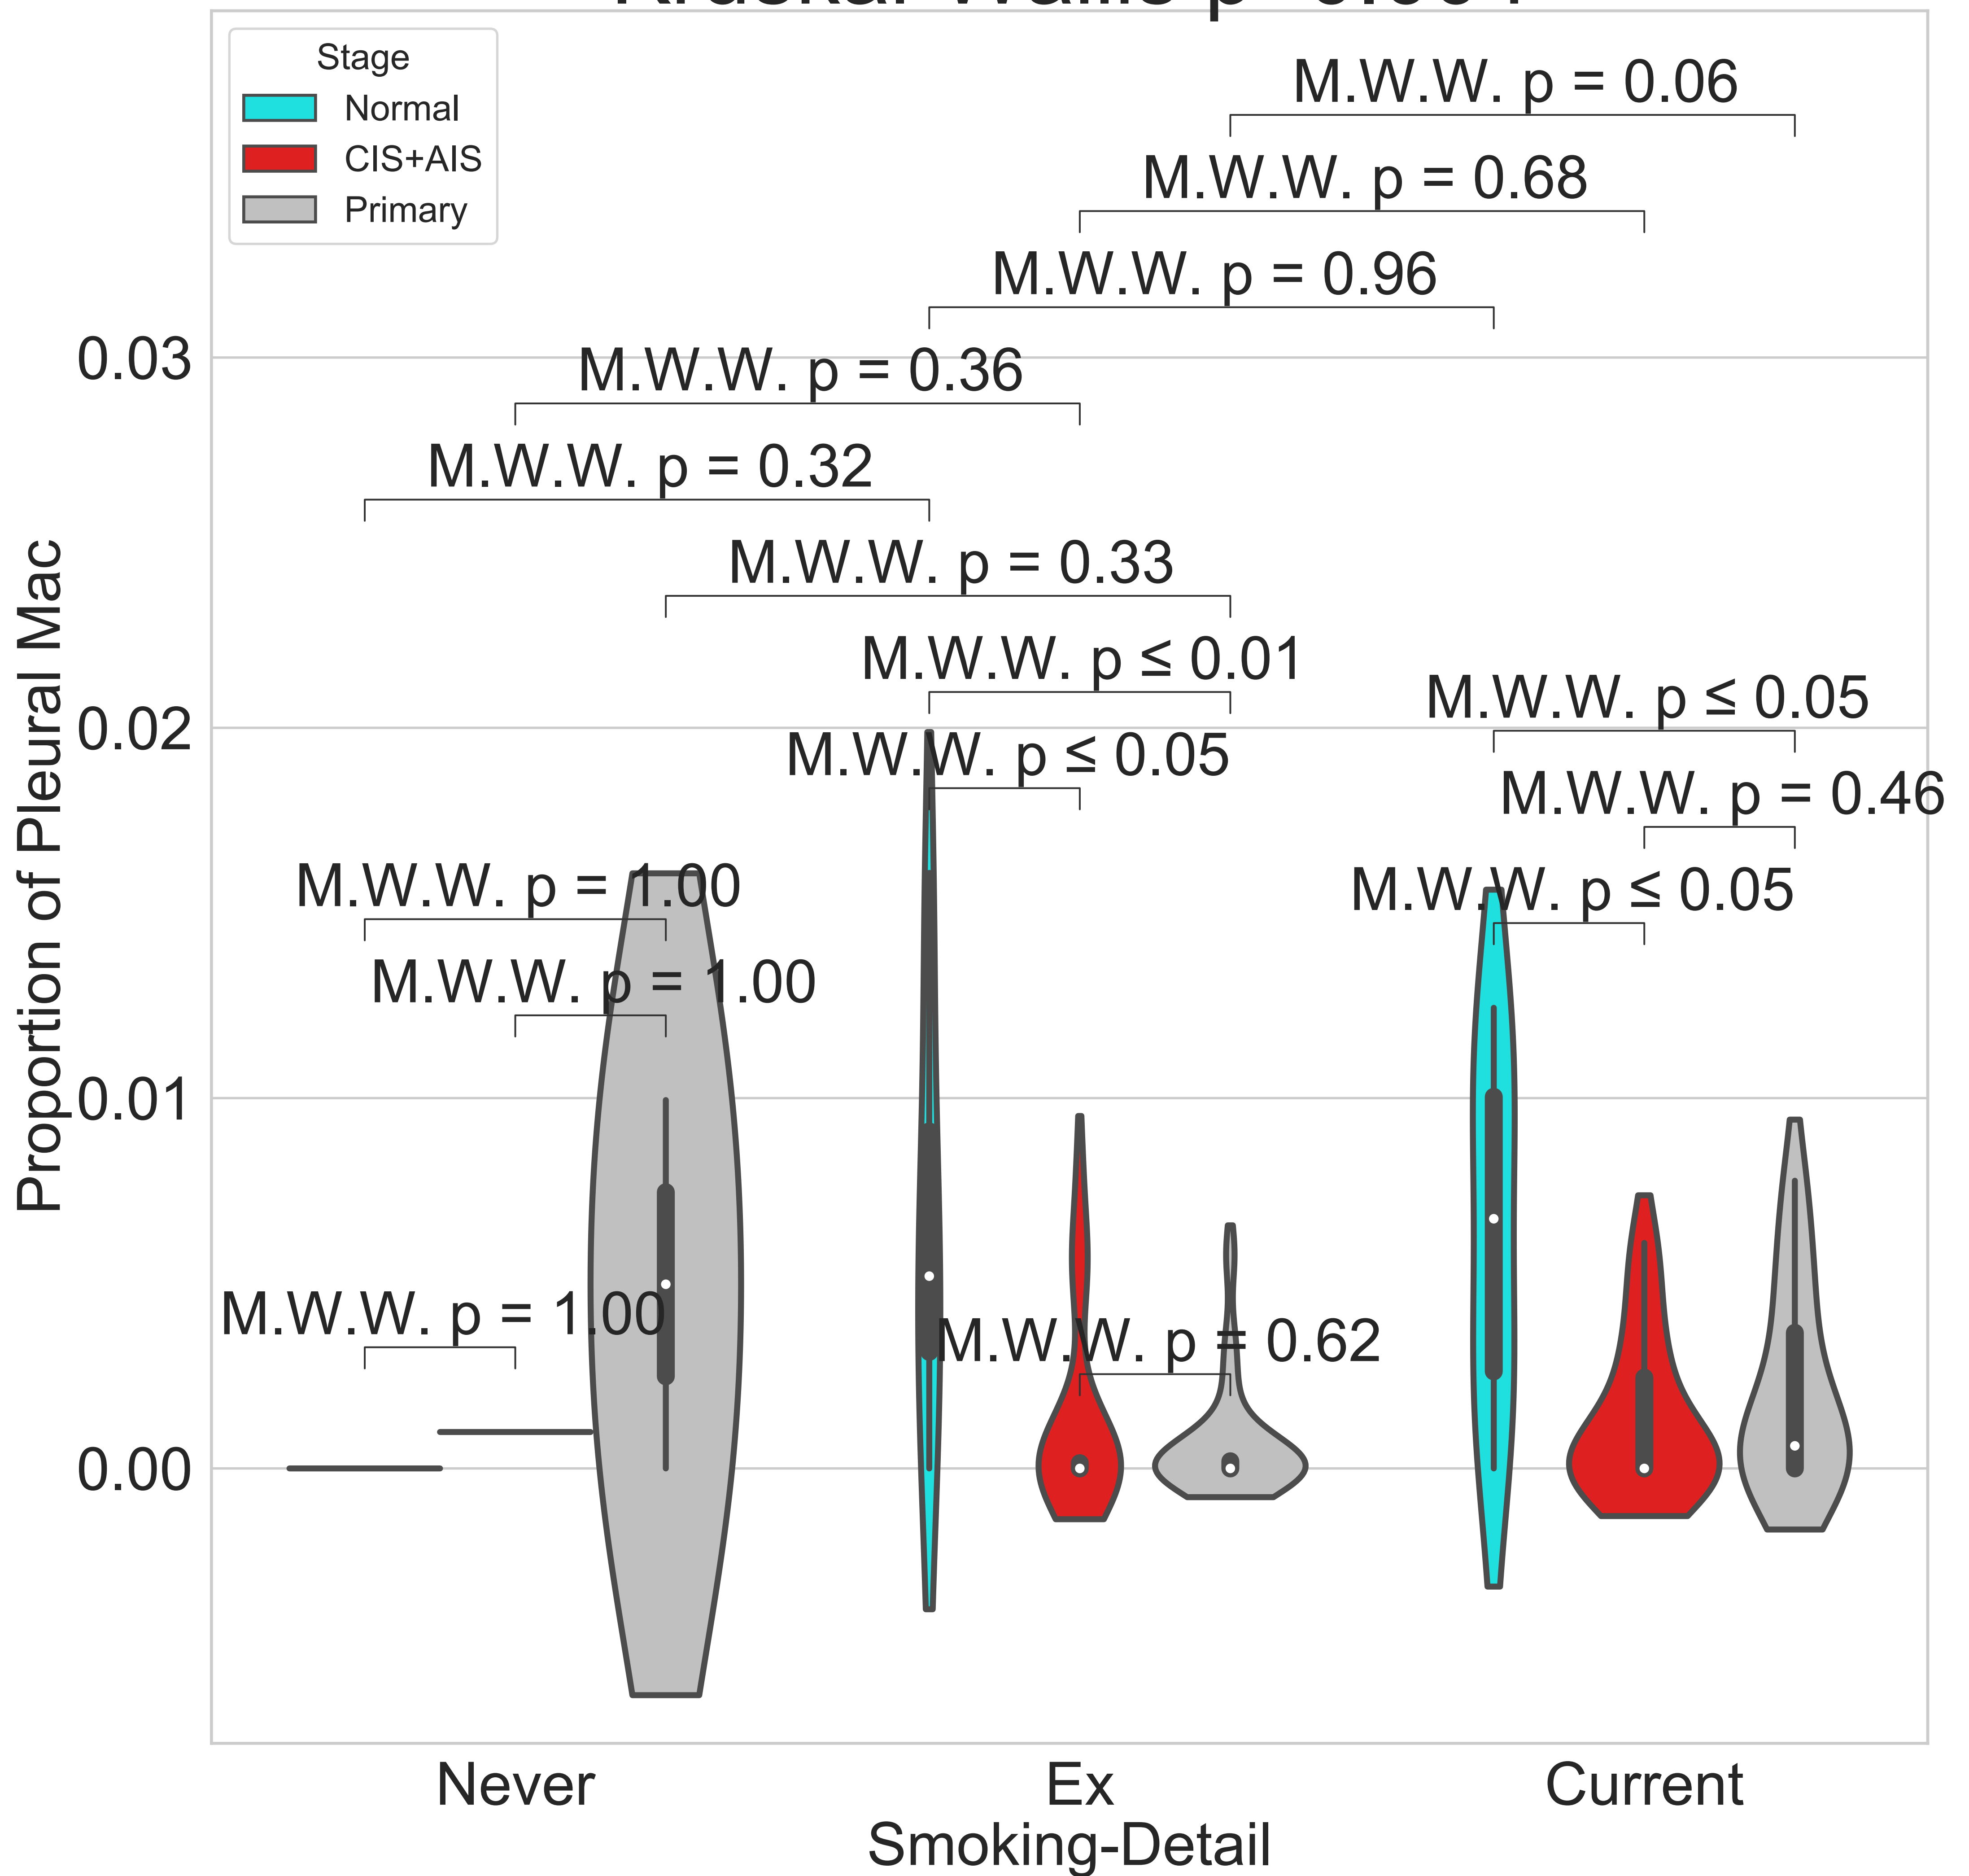 Stage
Normal
CIS+AIS
Primary
M.W.W. p = 0.06
M.W.W. p = 0.68
M.W.W. p = 0.96
M.W.W. p = 0.36
M.W.W. p = 0.32
M.W.W. p = 0.33
M.W.W. p ≤ 0.01
M.W.W. p ≤ 0.05
M.W.W. p ≤ 0.05
M.W.W. p = 0.46
M.W.W. p ≤ 0.05
M.W.W. p = 1.00
M.W.W. p = 1.00
M.W.W. p = 1.00
M.W.W. p = 0.62
Proportion of Pleural Mac
0.03
0.02
0.01
0.00
Never
Ex
Current
Smoking-Detail